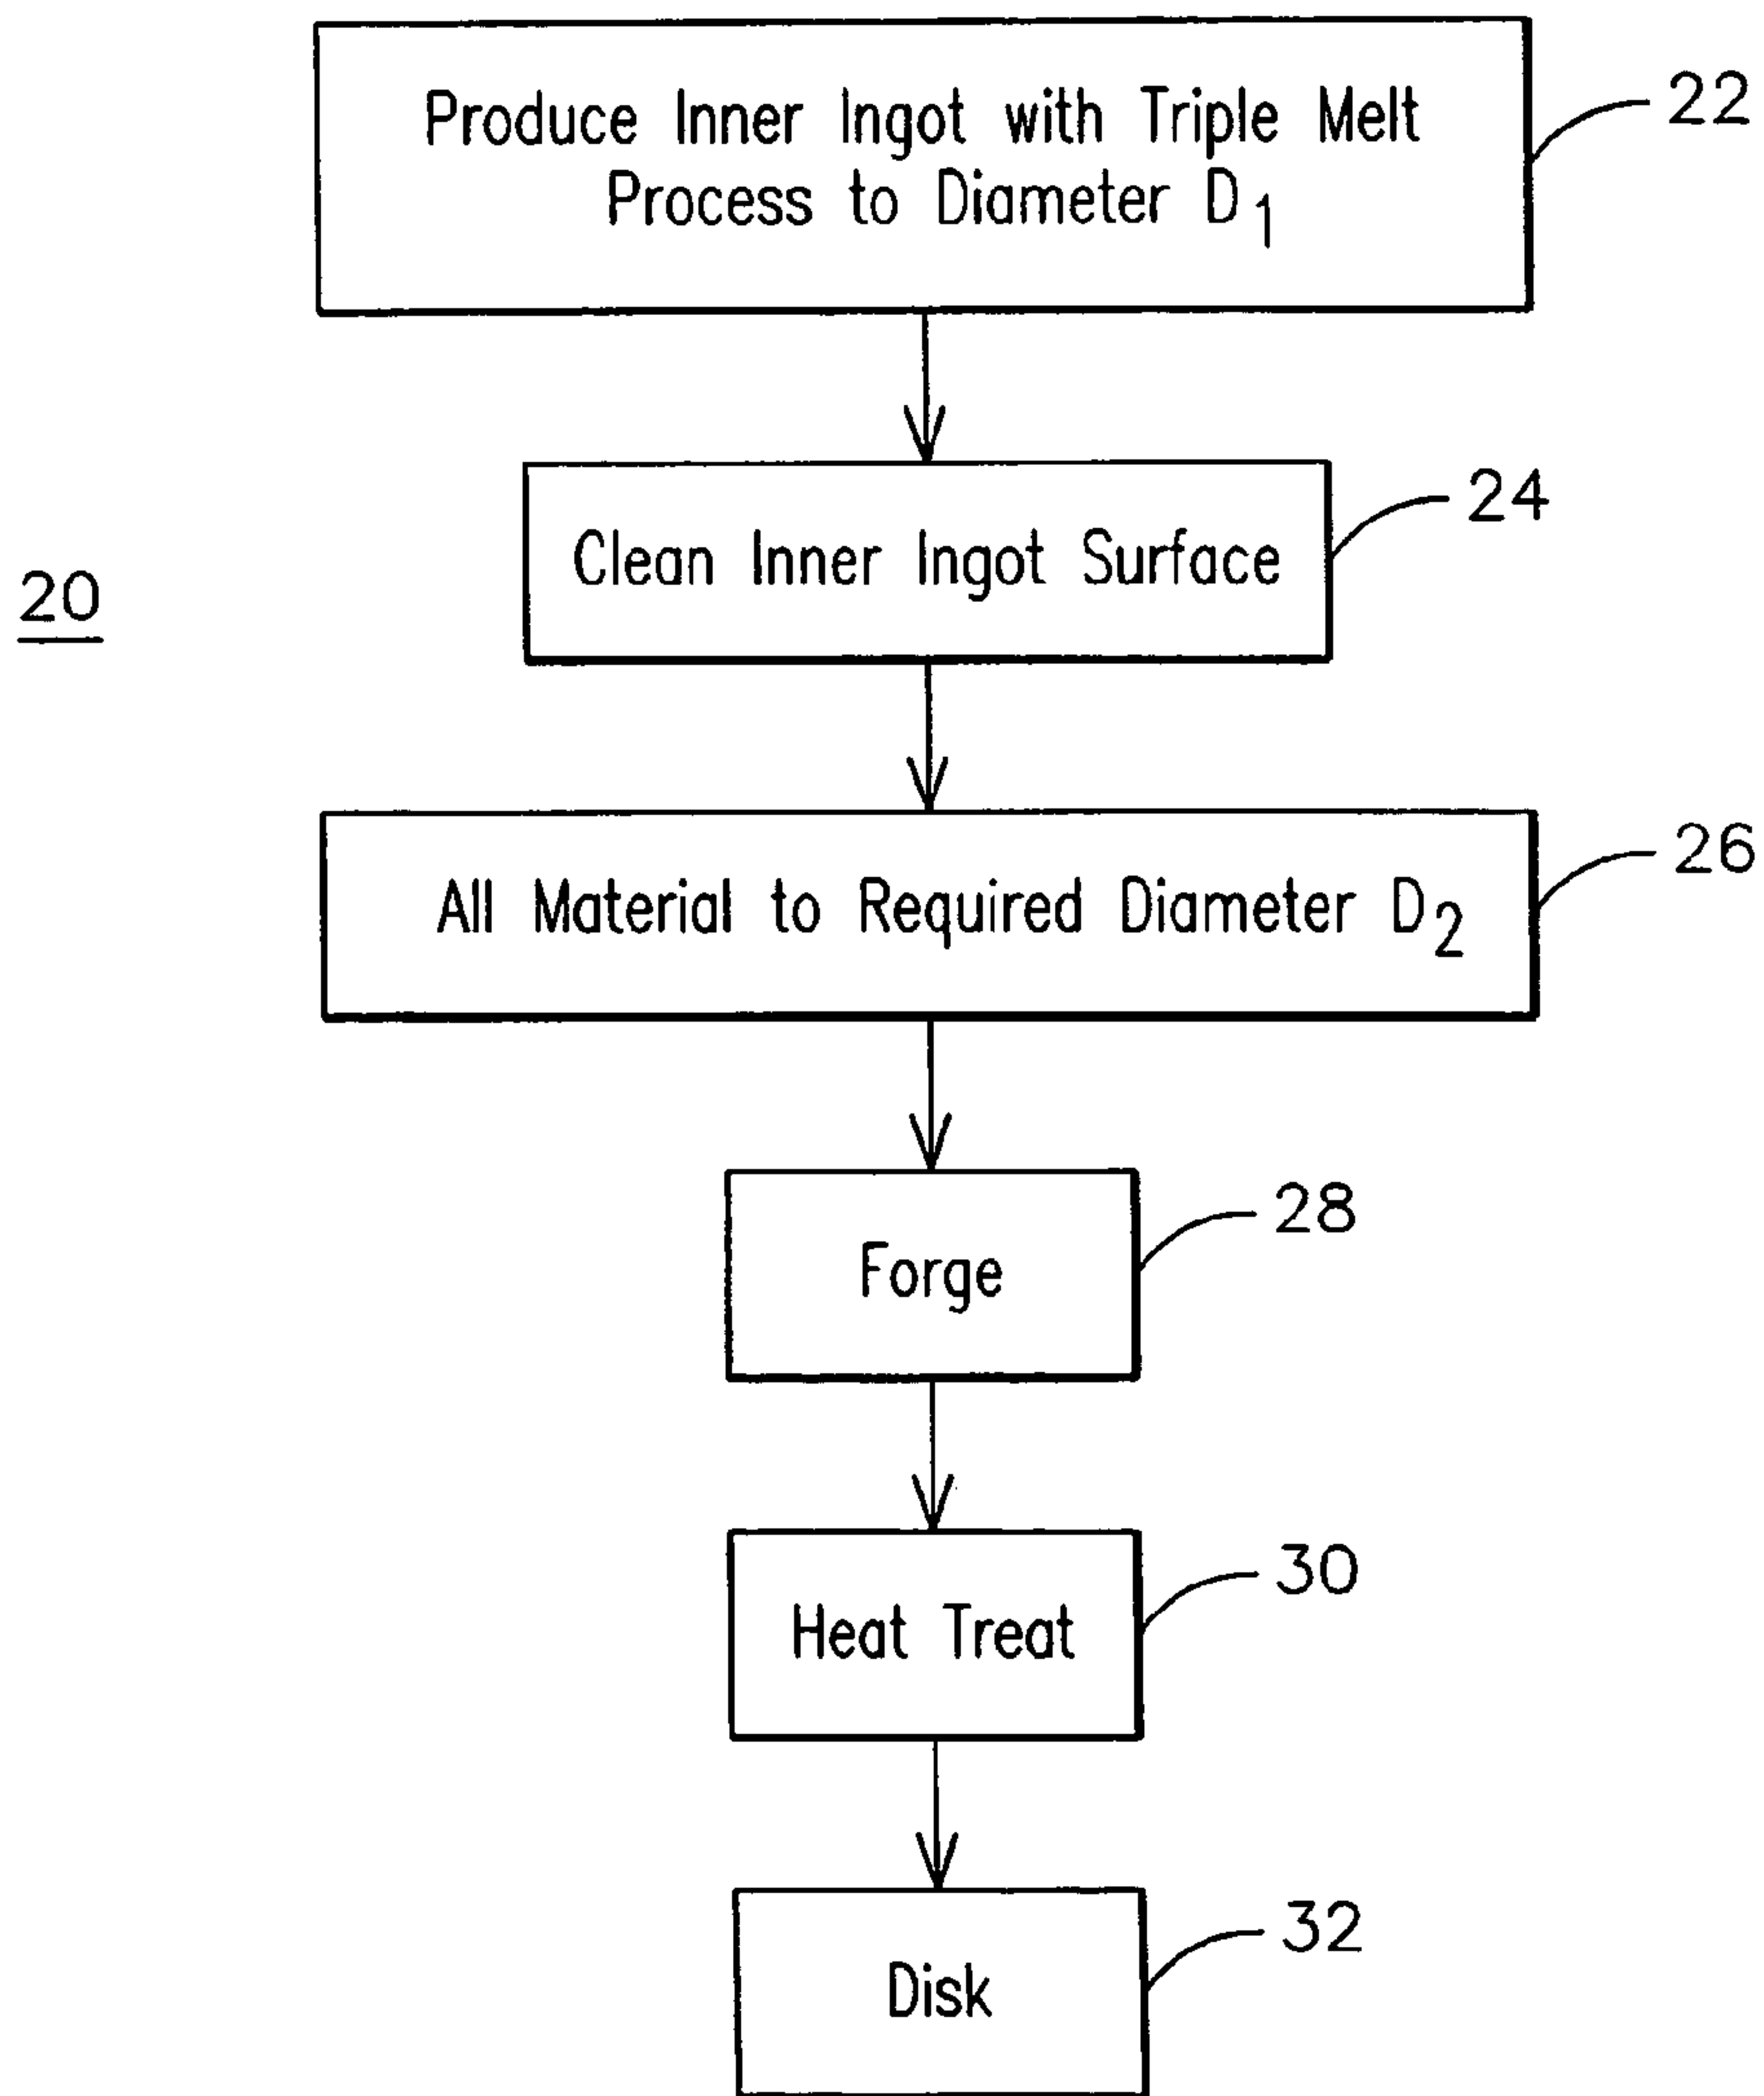 Produce Inner Ingot with Triple Melt
Process to Diameter D1
22
Clean Inner Ingot Surface
24
20
All Material to Required Diameter D2
26
Forge
28
Heat Treat
30
Disk
32